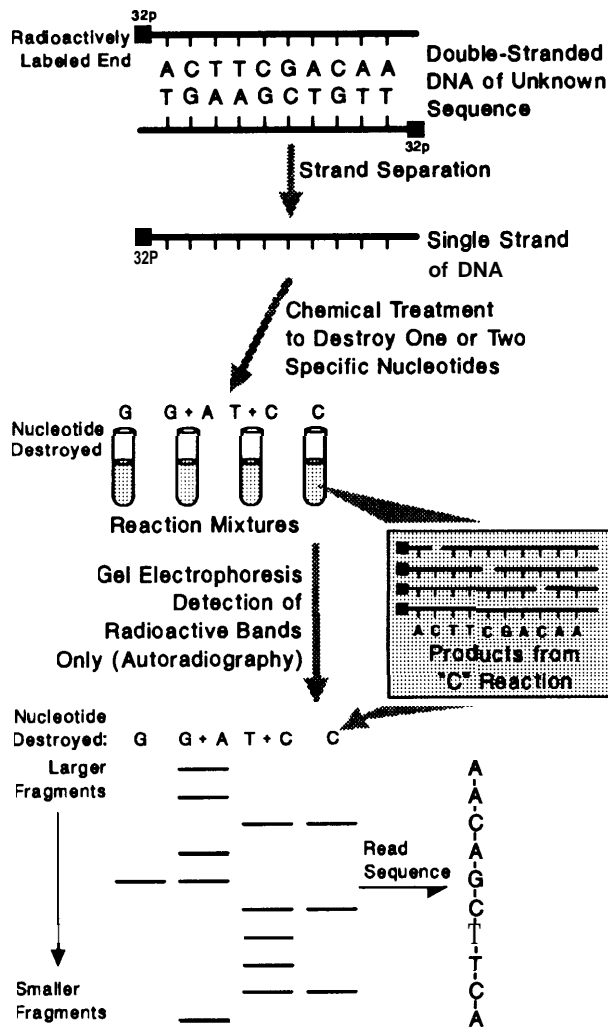 32p
Radioactively
Labeled End
A C T T C G A C A A
T G A A G C T G T T
Double-Stranded
DNA of Unknown
Sequence
32p
Strand Separation
32P
Single Strand
of DNA
Chemical Treatment
to Destroy One or Two
Specific Nucleotides
Nucleotide
Destroyed
G G+A T+C C
Reaction Mixtures
Gel Electrophoresis
Detection of
Radioactive Bands
Only (Autoradiography)
A C T T C G A C A A
Products from
"C" Reaction
Nucleotide
Destroyed: G G+A T+C C
Larger
Fragments
Smaller
Fragments
Read
Sequence
A
A
C
A
G
C
T
T
C
A